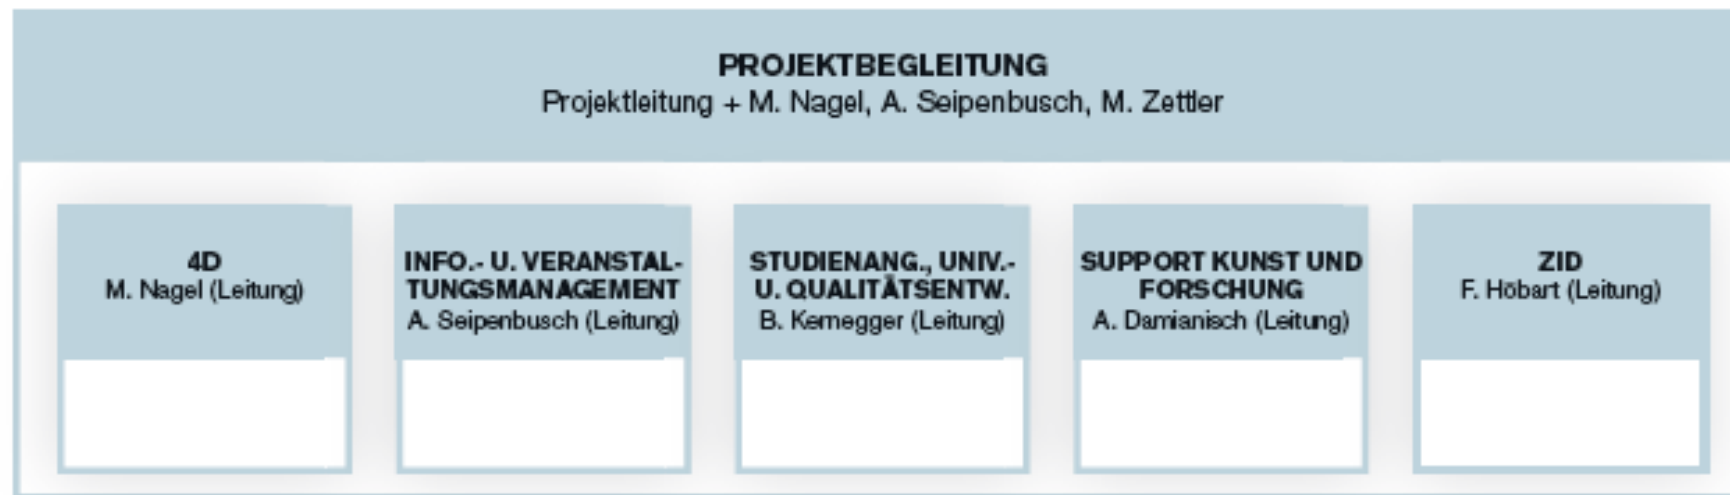 PROJEKTBEGLEITUNG
Projektleitung + M. Nagel, A. Seipenbusch, M. Zettler
4D
M. Nagel (Leitung)
INFO.- U. VERANSTAL-
TUNGSMANAGEMENT
A. Seipenbusch (Leitung)
STUDIENANG., UNIV.-
U. QUALITÄTSENTW.
B. Kernegger (Leitung)
SUPPORT KUNST UND
FORSCHUNG
A. Damianisch (Leitung)
ZID
F. Höbart (Leitung)